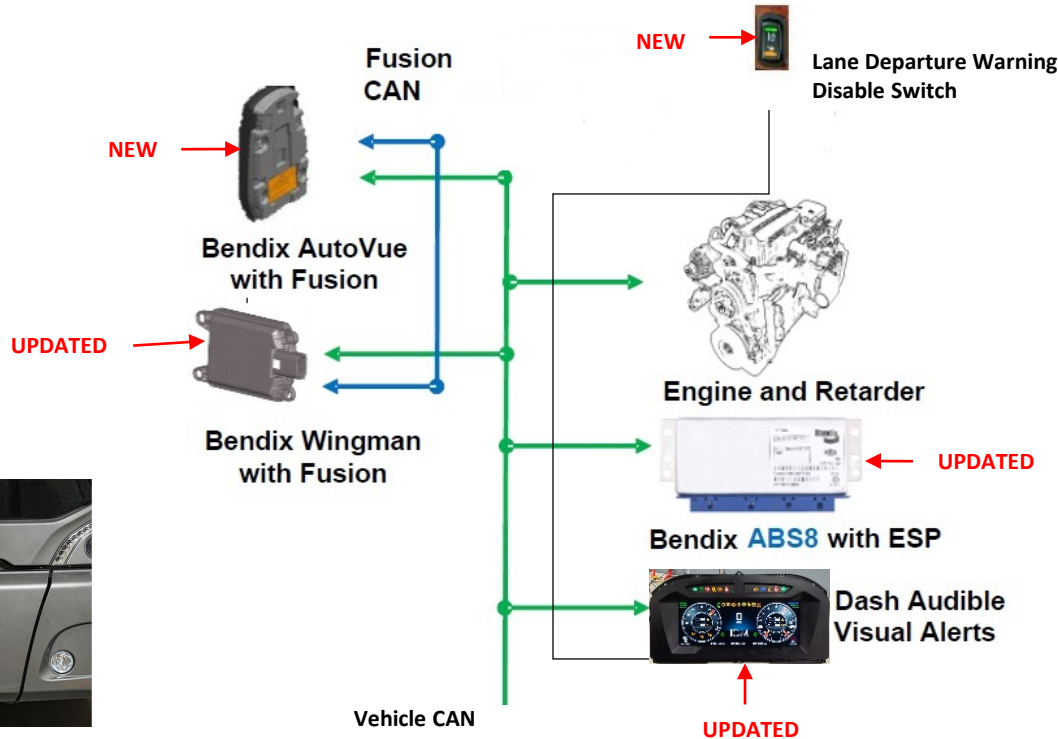 NEW
Lane Departure Warning
Disable Switch
Fusion
CAN
NEW
Bendix AutoVue
with Fusion
UPDATED
Engine and Retarder
Bendix Wingman
with Fusion
Bendix
UPDATED
Bendix ABS8 with ESP
Dash Audible
Visual Alerts
Vehicle CAN
UPDATED